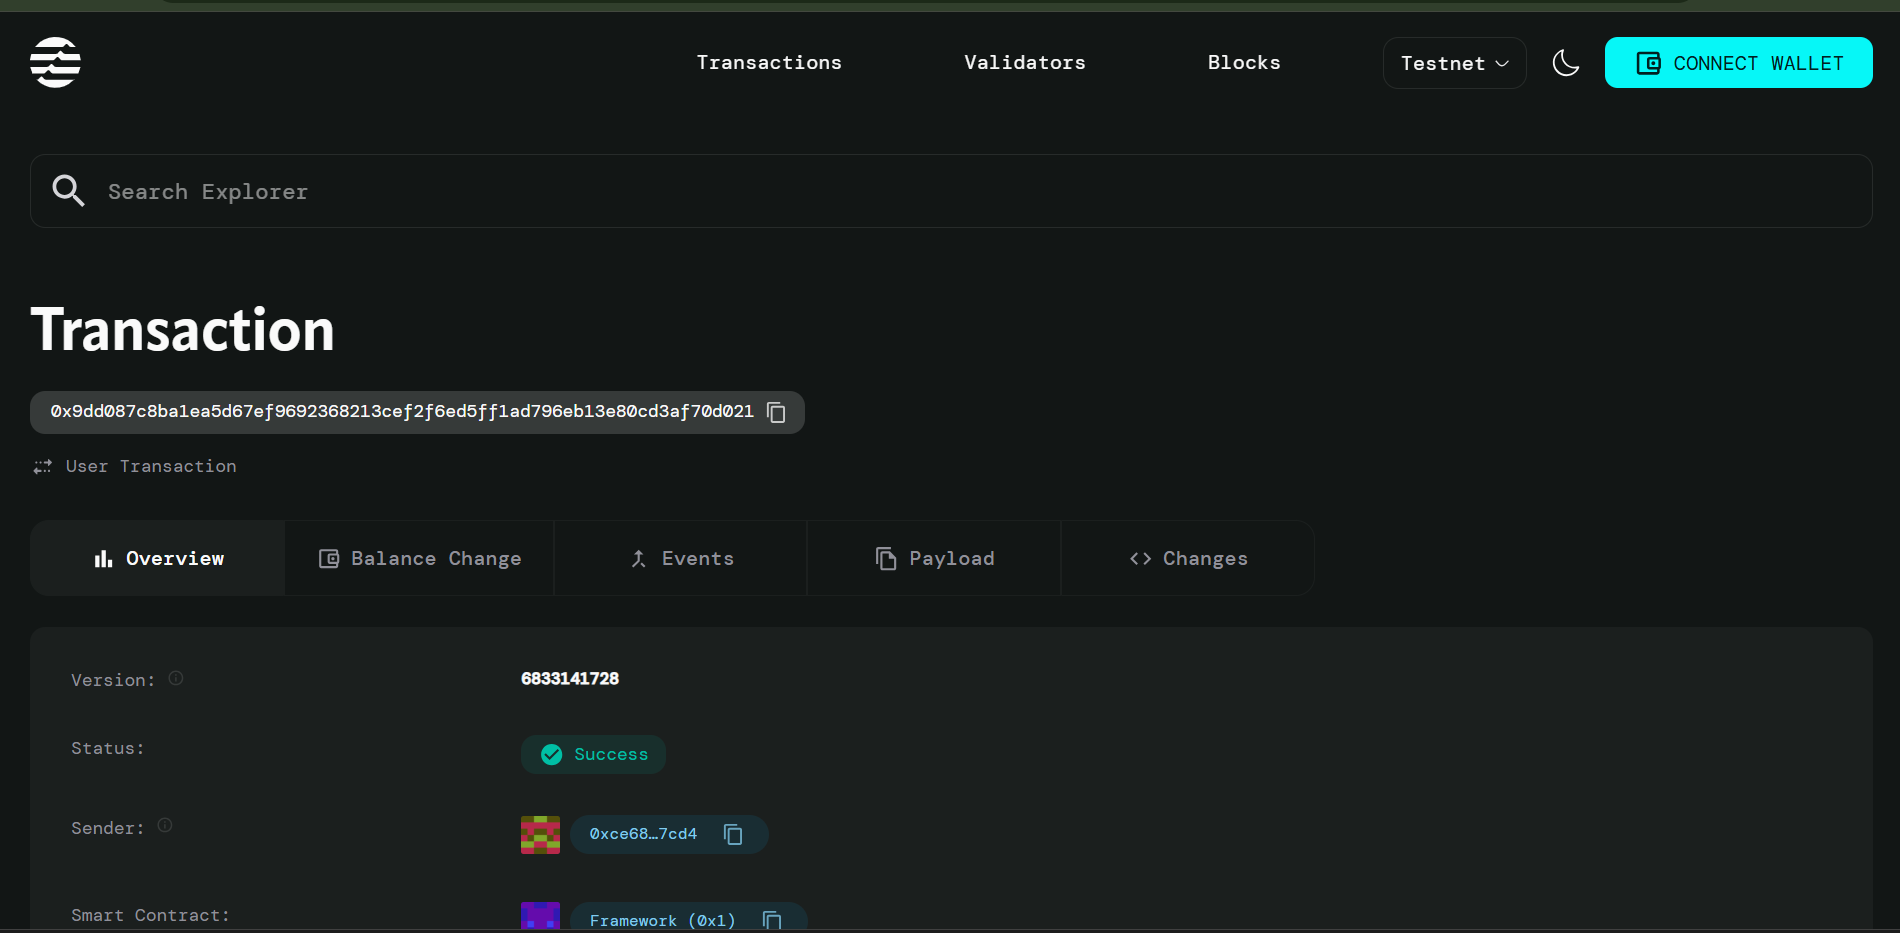 Transactions
Validators
Blocks
Testnet
CONNECT WALLET
Search Explorer
Transaction
0x9dd087c8ba1ea5d67ef9692368213cef2f6ed5ff1ad796eb13e80cd3af70d021
User Transaction
Overview
Balance Change
Events
Payload
Changes
Version:
6833141728
Status:
Success
Sender:
0xce68…7cd4
Smart Contract:
Framework (0x1)